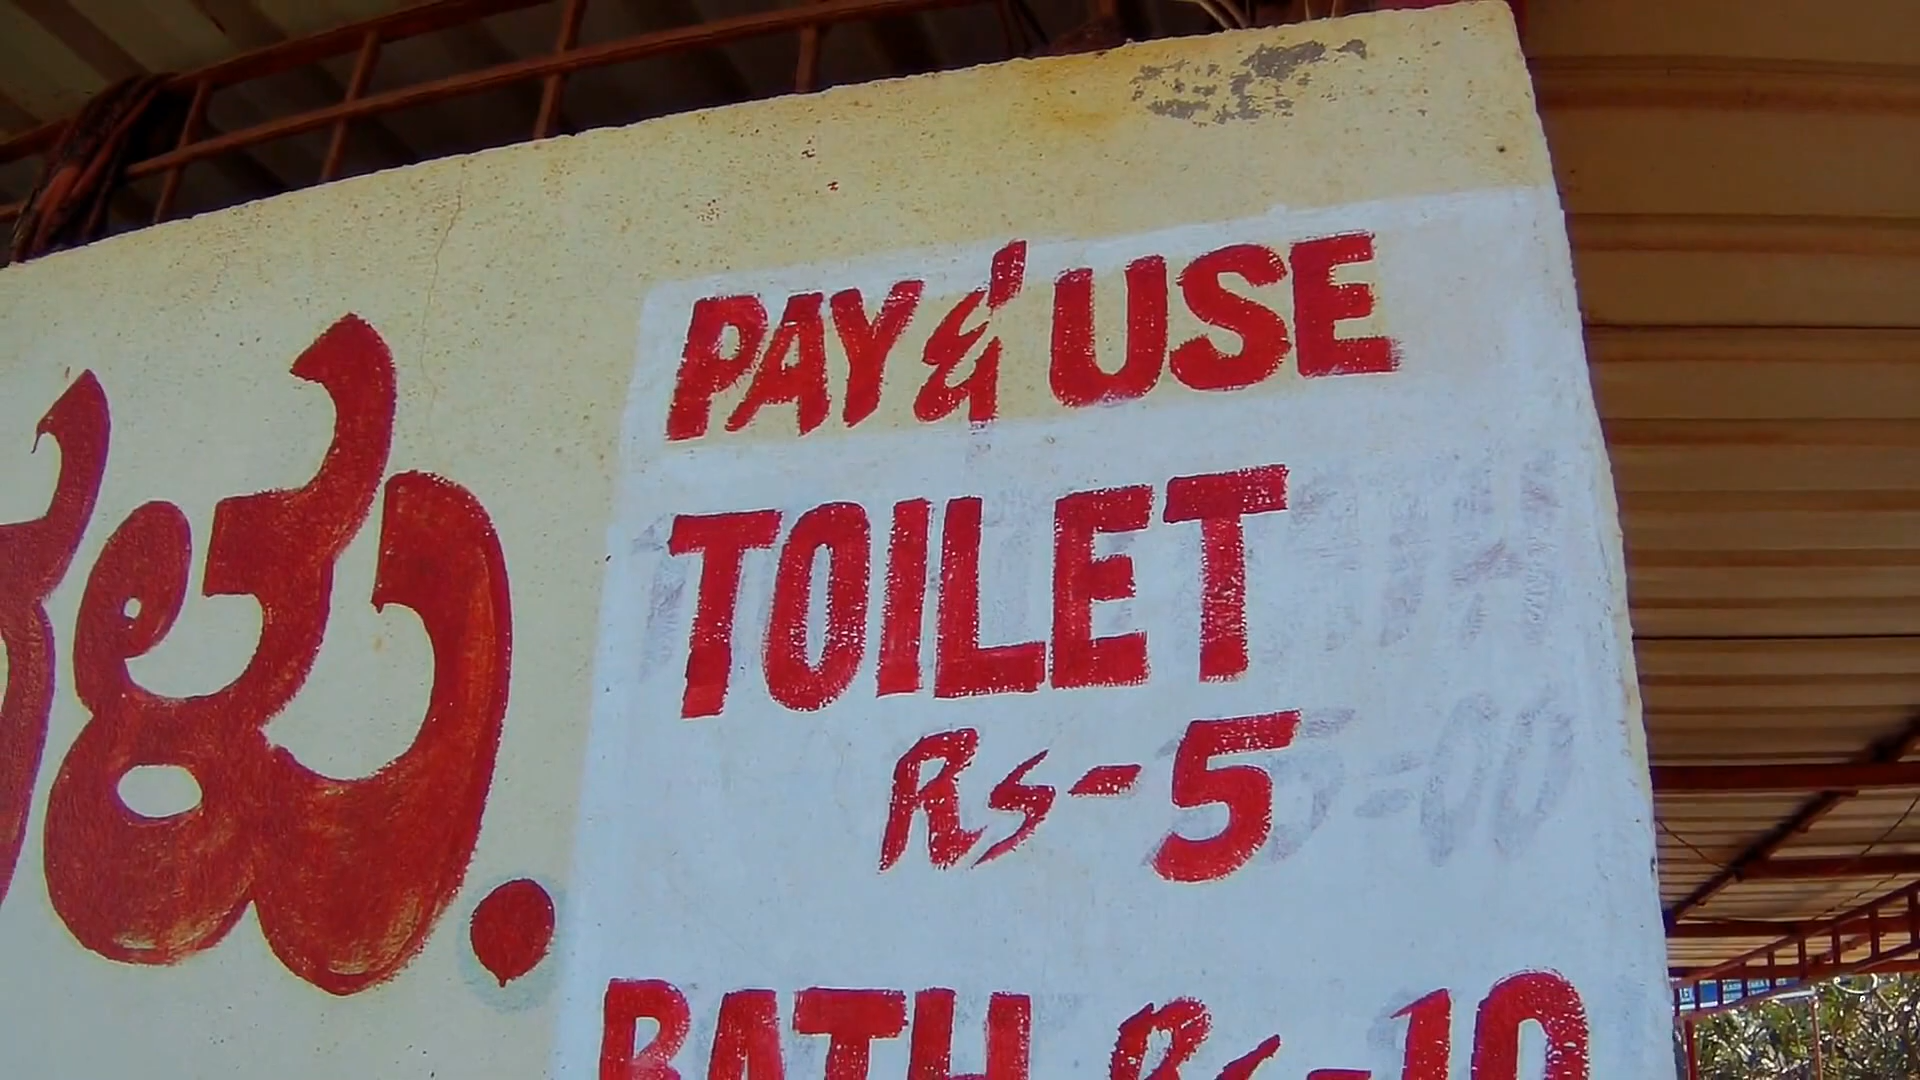 ಳು.
PAY & USE
TOILET
Rs-5
BATH Rs-10